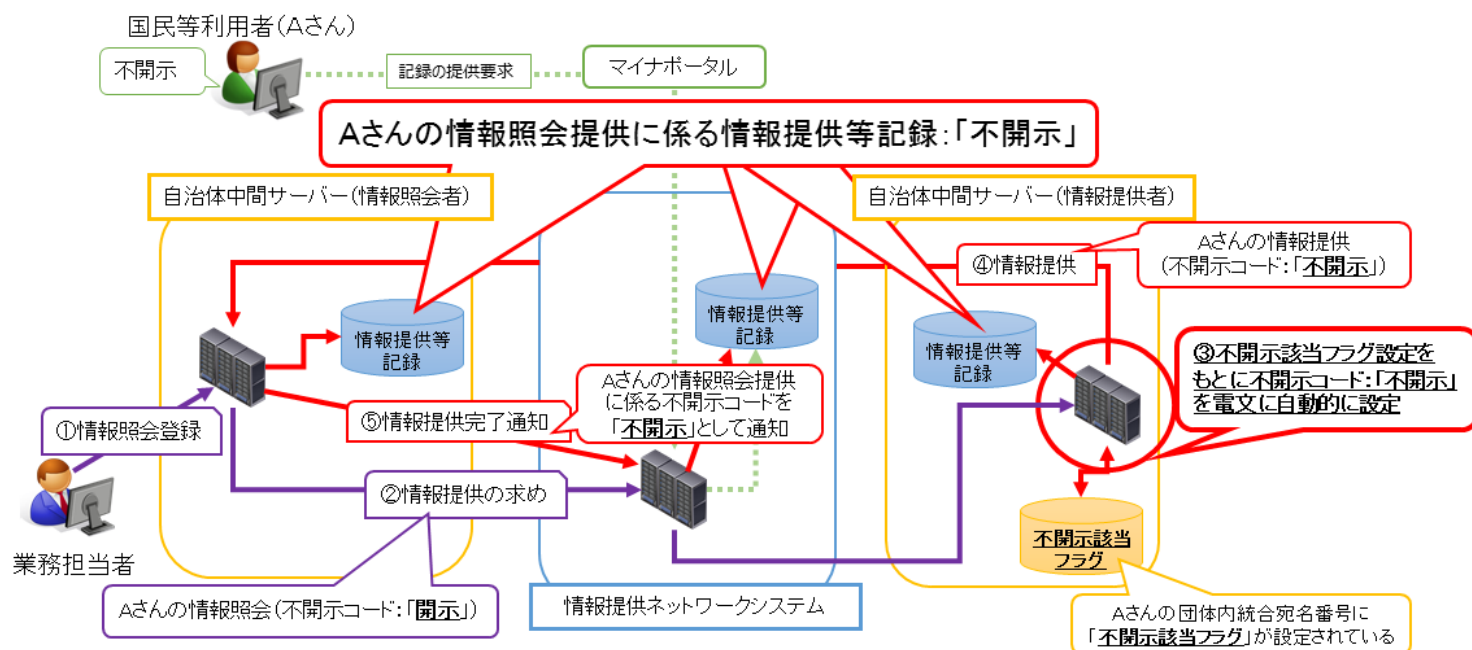 国民等利用者(Aさん)
不開示
記録の提供要求
マイナポータル
Aさんの情報照会提供に係る情報提供等記録:「不開示」
自治体中間サーバー(情報照会者)
自治体中間サーバー(情報提供者)
④情報提供
Aさんの情報提供
(不開示コード:「不開示」)
情報提供等
記録
情報提供等
記録
情報提供等
記録
③不開示該当フラグ設定を
もとに不開示コード:「不開示」
を電文に自動的に設定
Aさんの情報照会提供
に係る不開示コードを
「不開示」として通知
①情報照会登録
⑤情報提供完了通知
②情報提供の求め
業務担当者
不開示該当
フラグ
Aさんの情報照会(不開示コード:「開示」)
情報提供ネットワークシステム
Aさんの団体内統合宛名番号に
「不開示該当フラグ」が設定されている